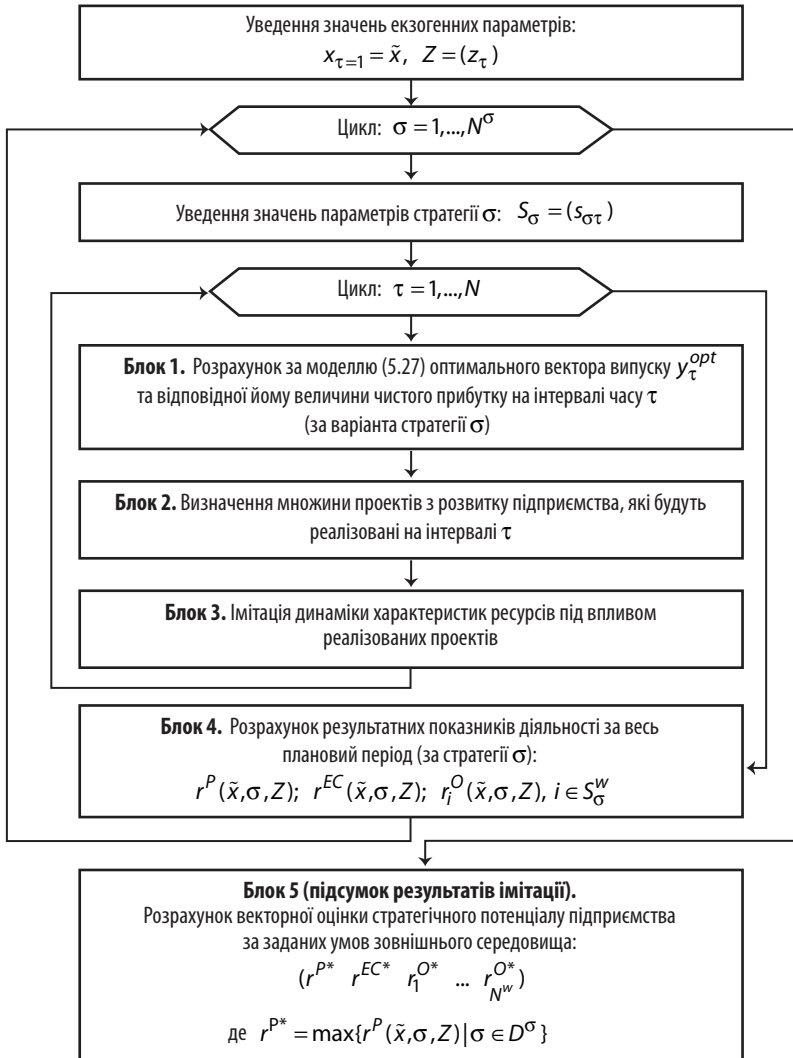 Уведення значень екзогенних параметрів:
x_{τ=1} = x̃, Z = (z_τ)
Цикл: σ = 1,...,N^σ
Уведення значень параметрів стратегії σ: S_σ = (s_{στ})
Цикл: τ = 1,...,N
Блок 1. Розрахунок за моделлю (5.27) оптимального вектора випуску y_τ^{opt}
та відповідної йому величини чистого прибутку на інтервалі часу τ
(за варіанта стратегії σ)
Блок 2. Визначення множини проектів з розвитку підприємства, які будуть
реалізовані на інтервалі τ
Блок 3. Імітація динаміки характеристик ресурсів під впливом
реалізованих проектів
Блок 4. Розрахунок результатних показників діяльності за весь
плановий період (за стратегії σ):
r^P(x̃,σ,Z); r^{EC}(x̃,σ,Z); r_i^O(x̃,σ,Z), i ∈ S_σ^w
Блок 5 (підсумок результатів імітації).
Розрахунок векторної оцінки стратегічного потенціалу підприємства
за заданих умов зовнішнього середовища:
(r^{P*} r^{EC*} r_1^{O*} ... r_{N^w}^{O*})
де r^{P*} = max{r^P(x̃,σ,Z)|σ ∈ D^σ}